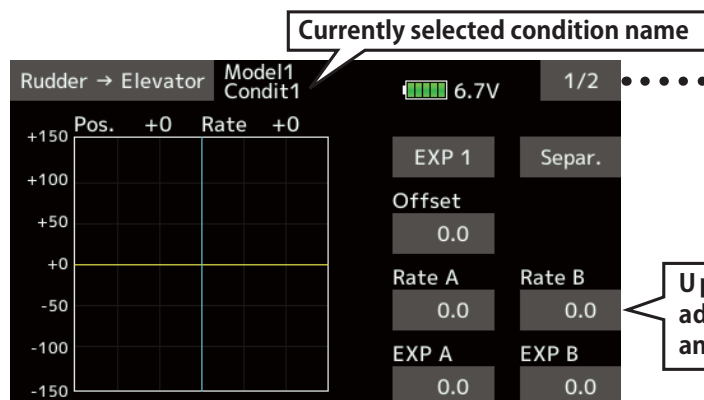 Currently selected condition name
Rudder → Elevator Model1 6.7V 1/2
Condit1
Pos. +0 Rate +0
+150
EXP 1 Separ.
+100
Offset
+50
0.0
+0
Rate A Rate B
-50 0.0 0.0
-100
EXP A EXP B
-150 0.0 0.0